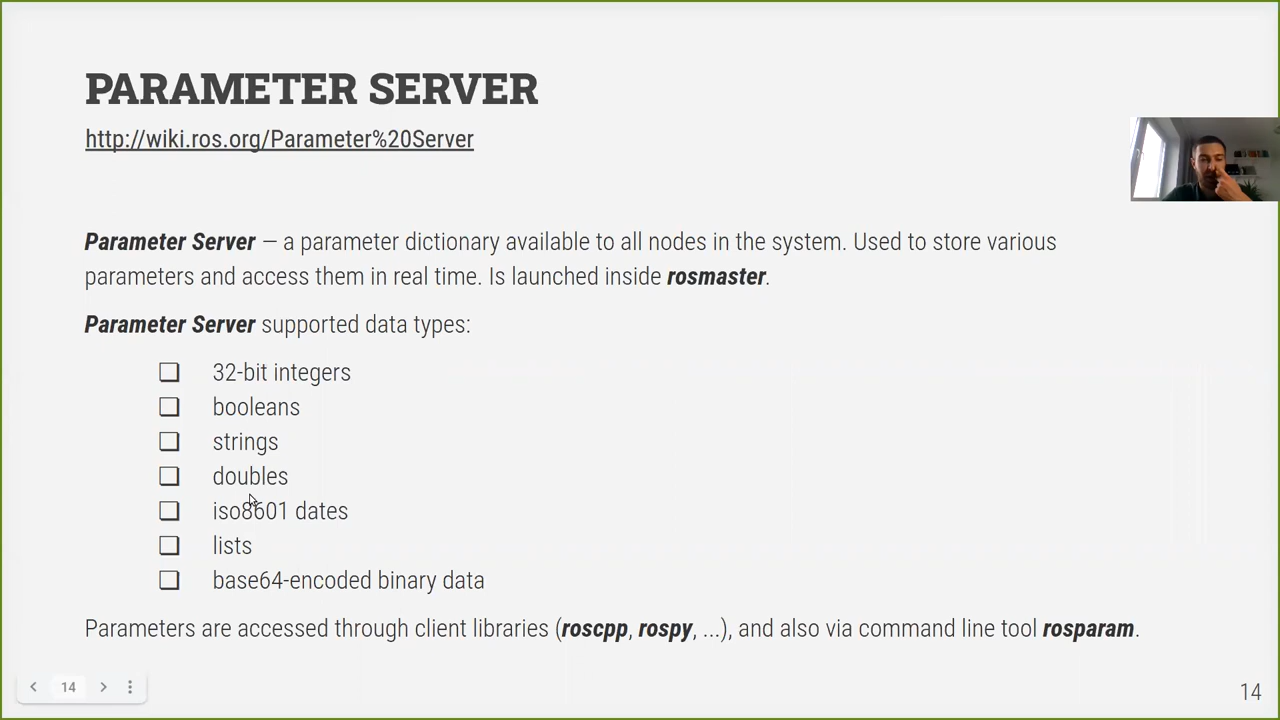 PARAMETER SERVER
http://wiki.ros.org/Parameter%20Server
Parameter Server — a parameter dictionary available to all nodes in the system. Used to store various
parameters and access them in real time. Is launched inside rosmaster.
Parameter Server supported data types:
❏ 32-bit integers
❏ booleans
❏ strings
❏ doubles
❏ iso8601 dates
❏ lists
❏ base64-encoded binary data
Parameters are accessed through client libraries (roscpp, rospy, ...), and also via command line tool rosparam.
14
14